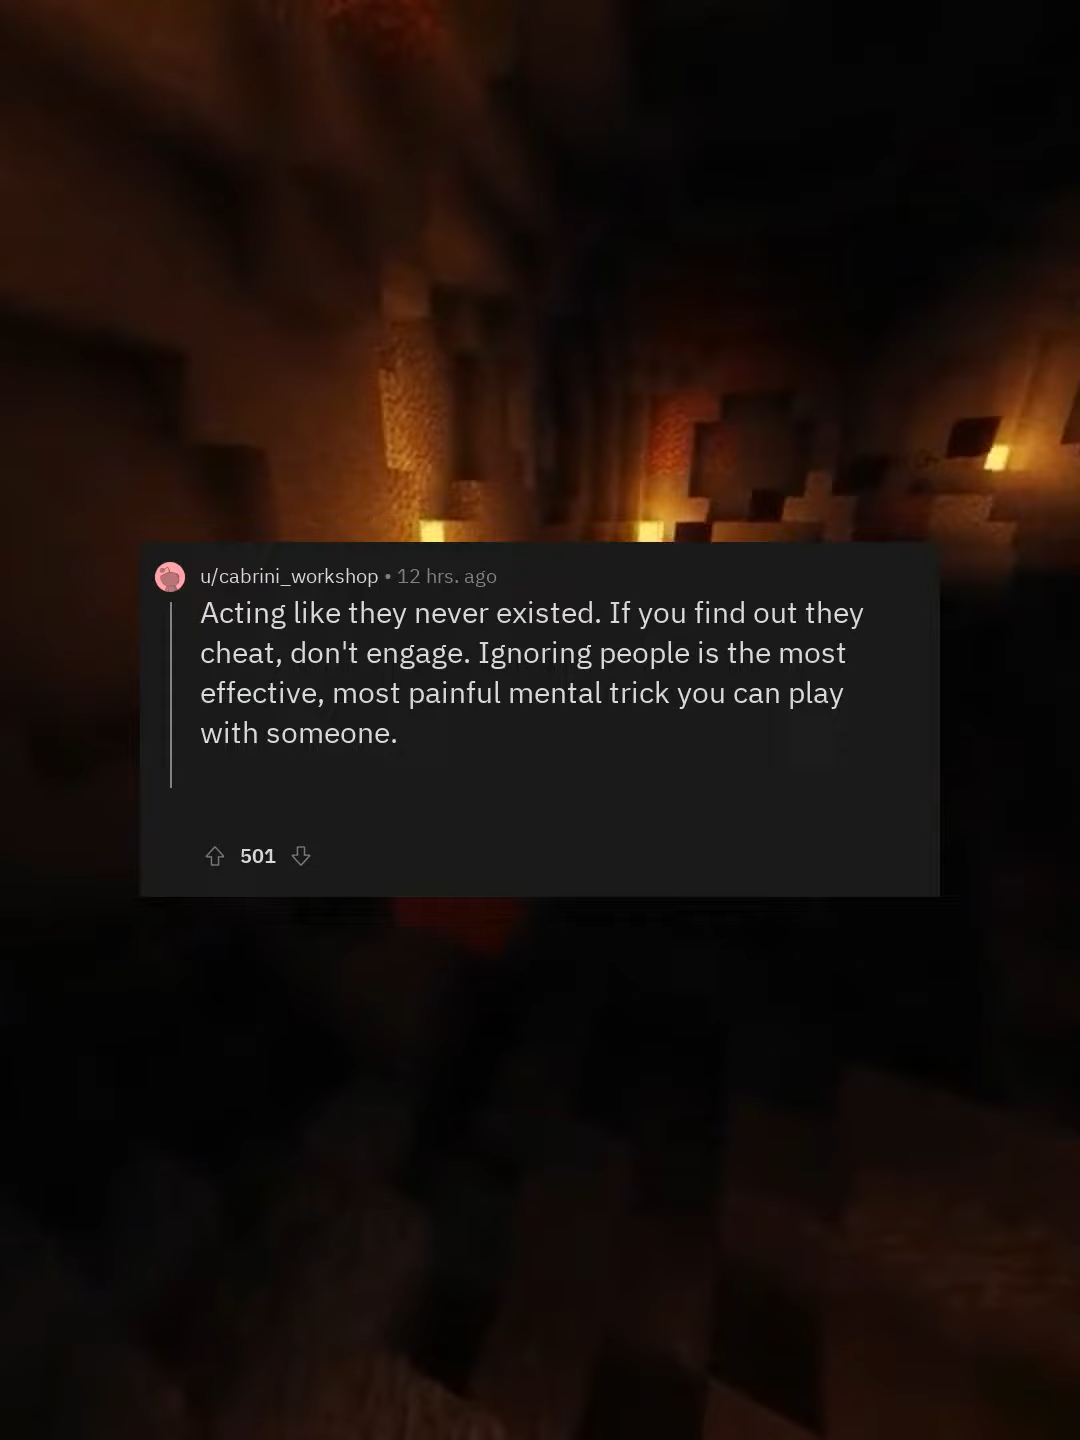 u/cabrini_workshop • 12 hrs. ago
Acting like they never existed. If you find out they
cheat, don't engage. Ignoring people is the most
effective, most painful mental trick you can play
with someone.
501